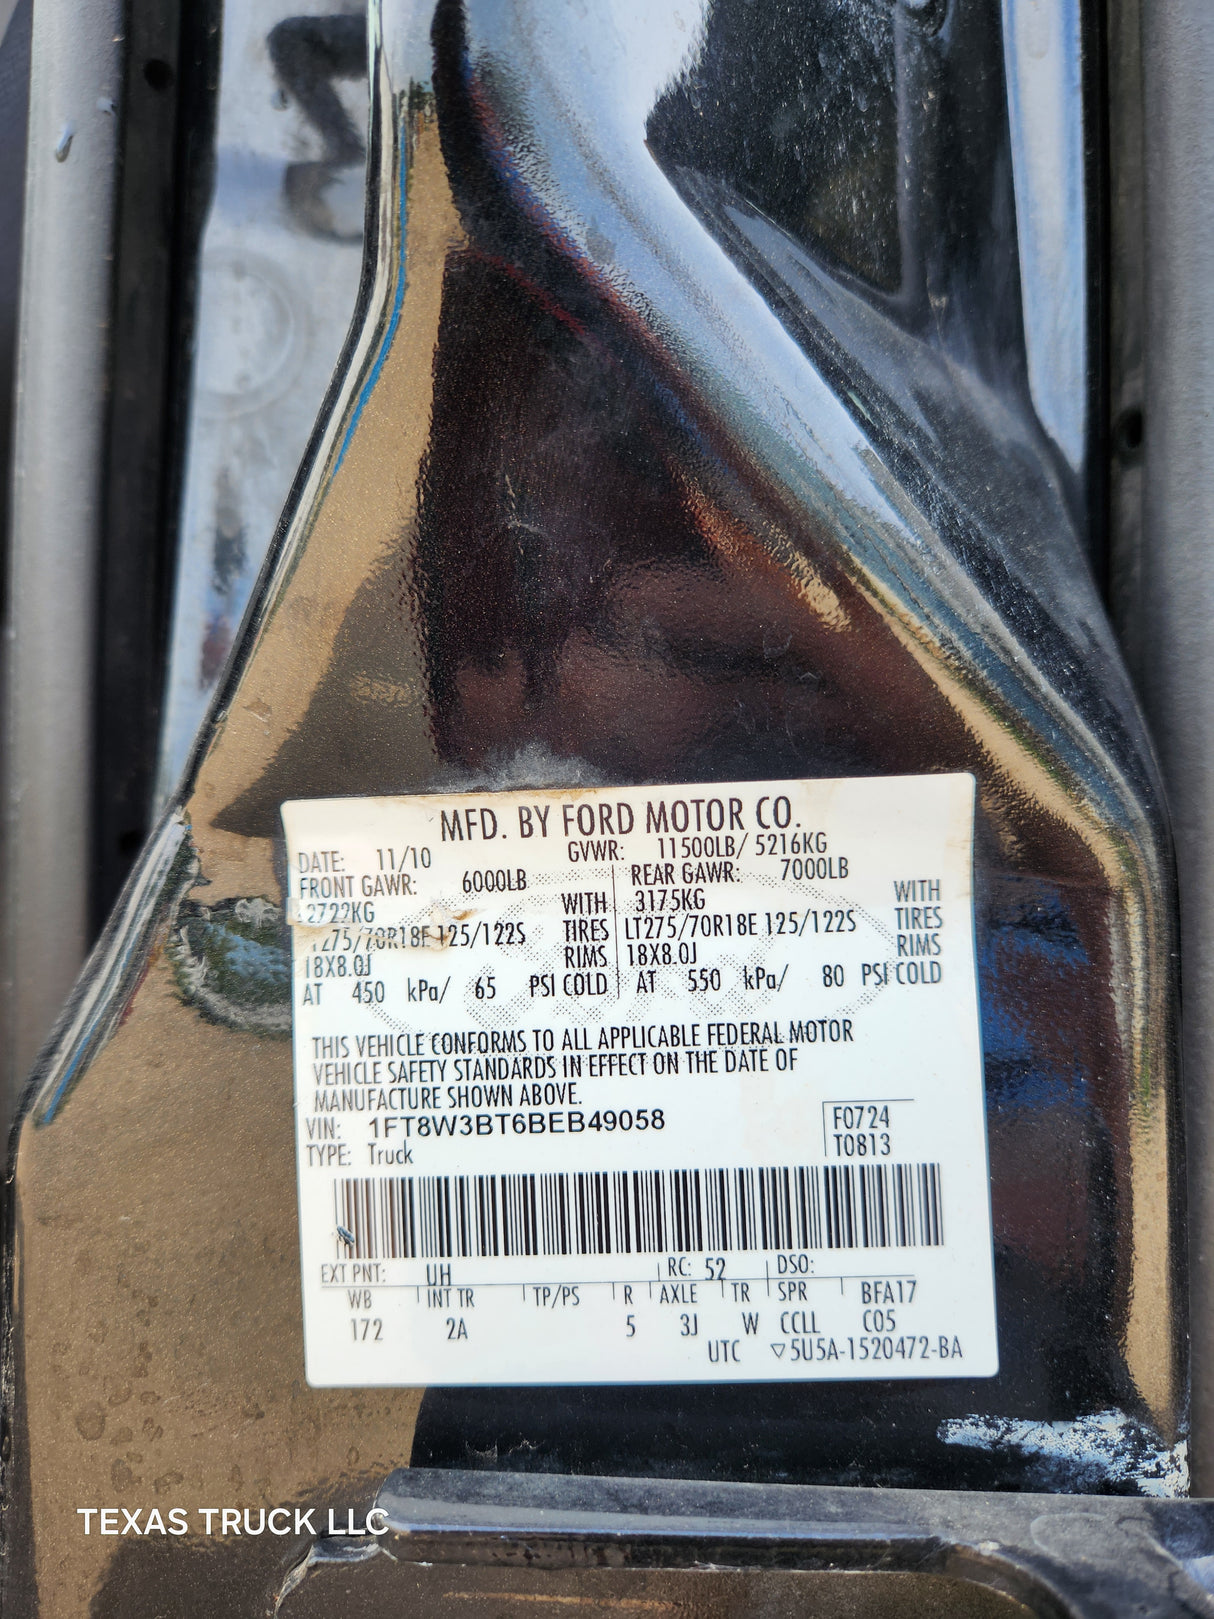 MFD. BY FORD MOTOR CO.
DATE: 11/10 GVWR: 11500LB/ 5216KG
FRONT GAWR: 6000LB REAR GAWR: 7000LB
2722KG WITH 3175KG WITH
275/70R18E 125/122S TIRES LT275/70R18E 125/122S TIRES
18X8.0J RIMS 18X8.0J RIMS
AT 450 kPa/ 65 PSI COLD AT 550 kPa/ 80 PSI COLD
THIS VEHICLE CONFORMS TO ALL APPLICABLE FEDERAL MOTOR
VEHICLE SAFETY STANDARDS IN EFFECT ON THE DATE OF
MANUFACTURE SHOWN ABOVE.
VIN: 1FT8W3BT6BEB49058 F0724
TYPE: Truck T0813
EXT PNT: UH RC: 52 DSO:
WB INT TR TP/PS R AXLE TR SPR BFA17
172 2A 5 3J W CCLL C05
UTC ▽5U5A-1520472-BA
TEXAS TRUCK LLC